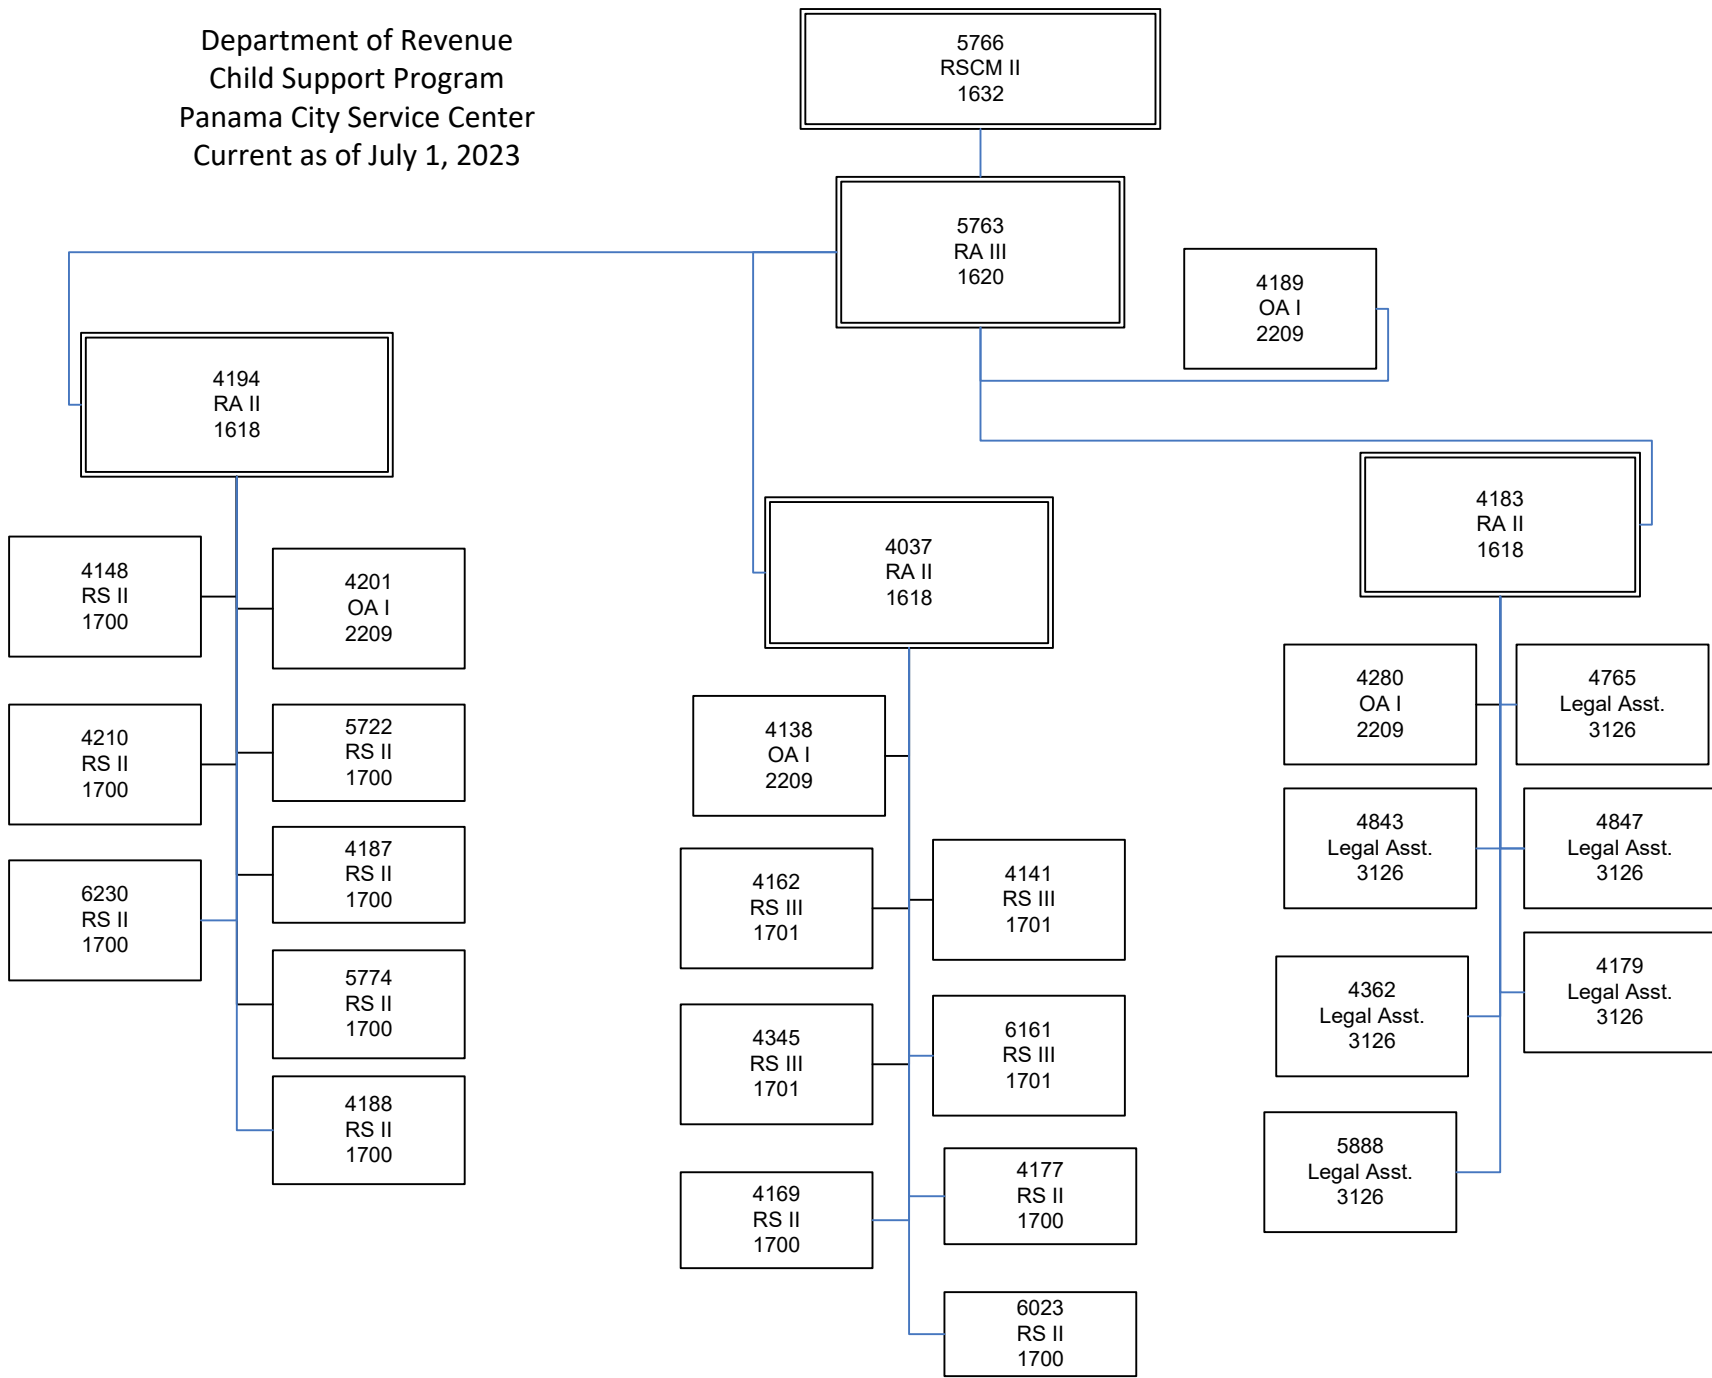 Department of Revenue
Child Support Program
Panama City Service Center
Current as of July 1, 2023
5766
RSCM II
1632
5763
RA III
1620
4189
OA I
2209
4194
RA II
1618
4148
RS II
1700
4201
OA I
2209
4210
RS II
1700
5722
RS II
1700
4187
RS II
1700
6230
RS II
1700
5774
RS II
1700
4188
RS II
1700
4037
RA II
1618
4138
OA I
2209
4162
RS III
1701
4141
RS III
1701
4345
RS III
1701
6161
RS III
1701
4169
RS II
1700
4177
RS II
1700
6023
RS II
1700
4183
RA II
1618
4280
OA I
2209
4765
Legal Asst.
3126
4843
Legal Asst.
3126
4847
Legal Asst.
3126
4362
Legal Asst.
3126
4179
Legal Asst.
3126
5888
Legal Asst.
3126